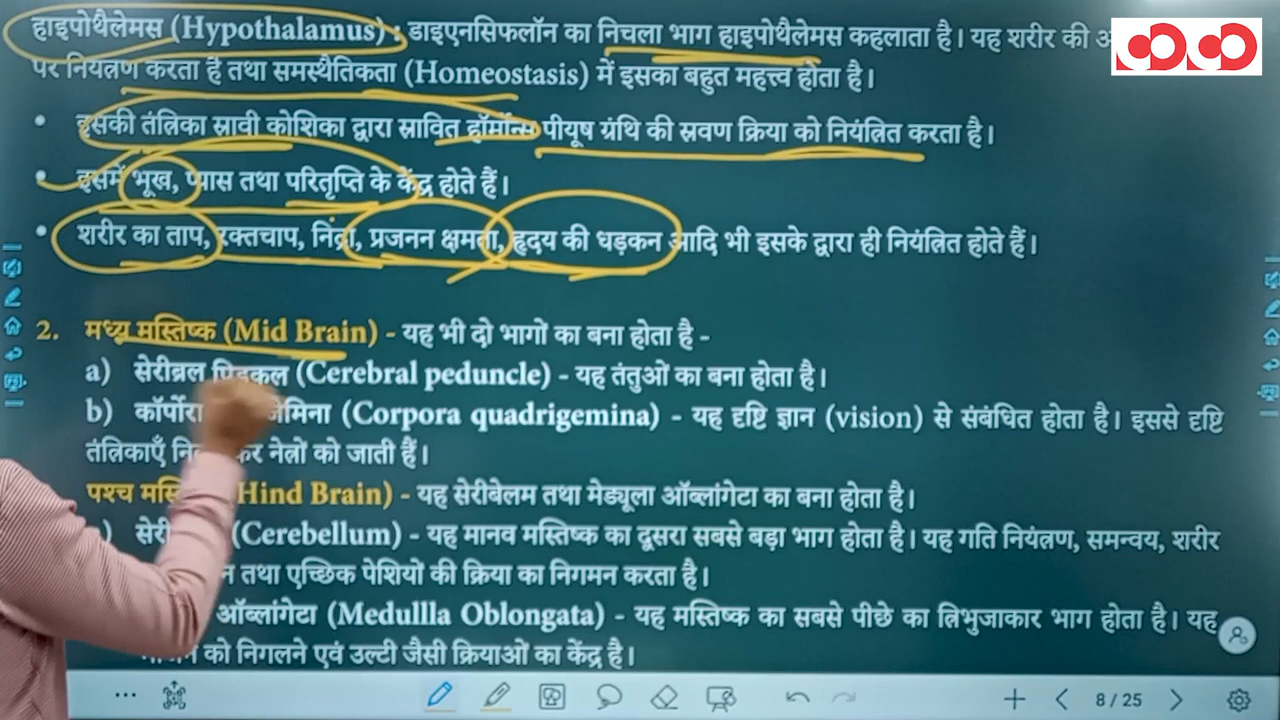 हाइपोथैलेमस (Hypothalamus) : डाइएनसिफलॉन का निचला भाग हाइपोथैलेमस कहलाता है। यह शरीर की
पर नियंत्रण करता है तथा समस्थैतिकता (Homeostasis) में इसका बहुत महत्त्व होता है।
• इसकी तंत्रिका स्रावी कोशिका द्वारा स्रावित हॉर्मोन्स पीयूष ग्रंथि की स्रवण क्रिया को नियंत्रित करता है।
• इसमें भूख, प्यास तथा परितृप्ति के केंद्र होते हैं।
• शरीर का ताप, रक्तचाप, निद्रा, प्रजनन क्षमता, हृदय की धड़कन आदि भी इसके द्वारा ही नियंत्रित होते हैं।
2. मध्य मस्तिष्क (Mid Brain) - यह भी दो भागों का बना होता है -
a) सेरीब्रल (Cerebral peduncle) - यह तंतुओं का बना होता है।
b) (Corpora quadrigemina) - यह दृष्टि ज्ञान (vision) से संबंधित होता है। इससे दृष्टि
तंत्रिकाएँ नेत्रों को जाती हैं।
पश्च (Hind Brain) - यह सेरीबेलम तथा मेड्यूला ऑब्लांगेटा का बना होता है।
(Cerebellum) - यह मानव मस्तिष्क का दूसरा सबसे बड़ा भाग होता है। यह गति नियंत्रण, समन्वय, शरीर
तथा एच्छिक पेशियों की क्रिया का निगमन करता है।
ऑब्लांगेटा (Medullla Oblongata) - यह मस्तिष्क का सबसे पीछे का त्रिभुजाकार भाग होता है। यह
को निगलने एवं उल्टी जैसी क्रियाओं का केंद्र है।
8 / 25